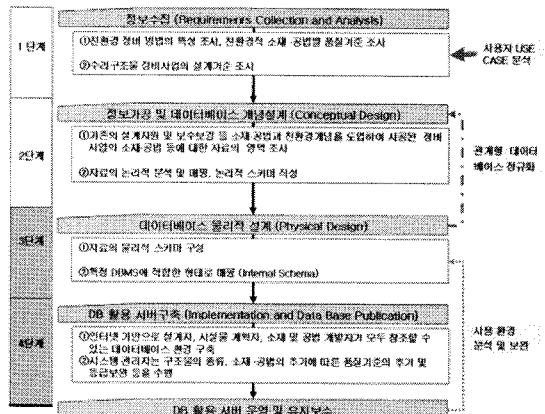 정보수집 (Requirements Collection and Analysis)
1 단계
①친환경 정비 방법의 특성 조사, 친환경적 소재·공법별 품질기준 조사
②수리구조물 정비사업의 설계기준 조사
사용자 USE
CASE 분석
정보가공 및 데이터베이스 개념설계 (Conceptual Design)
2단계
①기존의 설계지원 및 보수보강 등 소재·공법과 친환경개념을 도입하여 시공된 정비
사업의 소재·공법 등에 대한 자료의 영역 조사
②자료의 논리적 분석 및 매핑, 논리적 스키마 작성
관계형 데이터
베이스 정규화
데이터베이스 물리적 설계 (Physical Design)
3단계
①자료의 물리적 스키마 구성
②특정 DBMS에 적합한 형태로 매핑 (Internal Schema)
DB 활용 서버구축 (Implementation and Data Base Publication)
4단계
①인터넷 기반으로 설계자, 시설물 계획자, 소재 및 공법 개발자가 모두 참조할 수
있는 데이터베이스 환경 구축
②시스템 관리자는 구조물의 종류, 소재·공법의 추가에 따른 품질기준의 추가 및
등급보완 등을 수행
사용 환경
분석 및 보완
DB 활용 서버 운영 및 유지보수